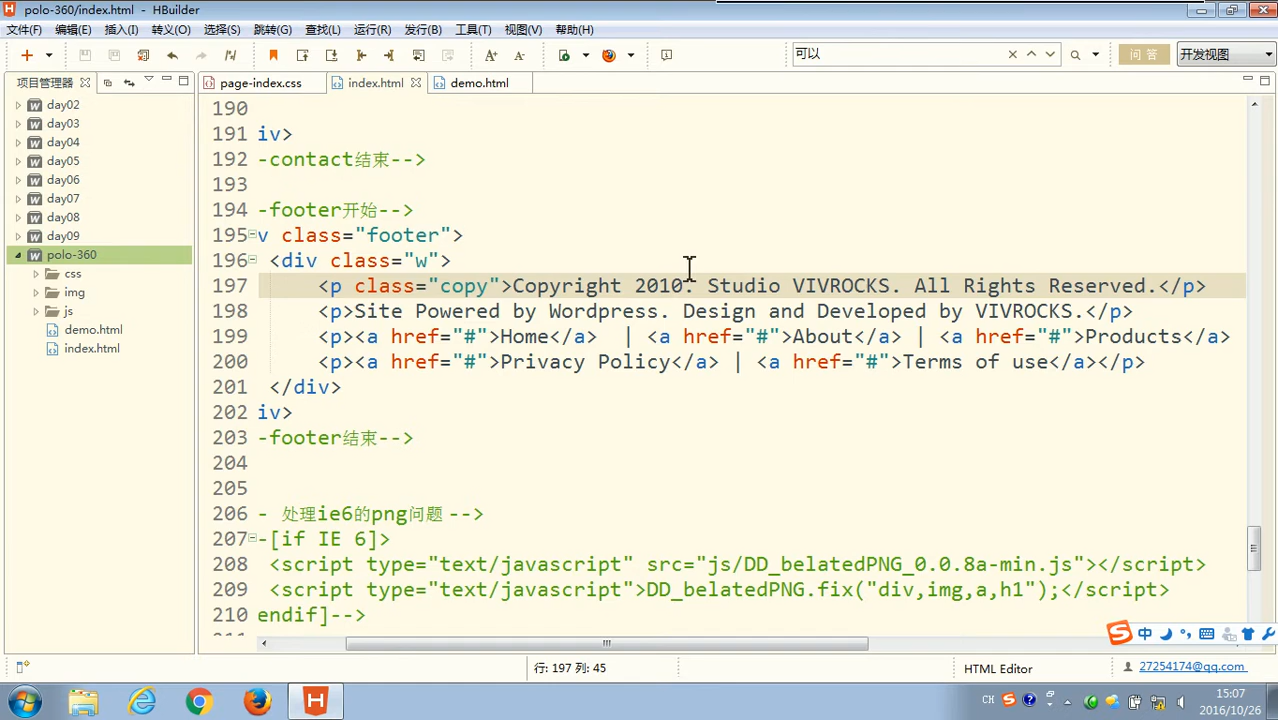 polo-360/index.html - HBuilder
文件(F) 编辑(E) 插入(I) 转义(O) 选择(S) 跳转(G) 查找(L) 运行(R) 发行(B) 工具(T) 视图(V) 帮助(H)
可以 问 答 开发视图
项目管理器 page-index.css index.html demo.html
day02
day03
day04
day05
day06
day07
day08
day09
polo-360
css
img
js
demo.html
index.html
190
191 iv>
192 -contact结束-->
193
194 -footer开始-->
195 v class="footer">
196 <div class="w">
197 <p class="copy">Copyright 2010. Studio VIVROCKS. All Rights Reserved.</p>
198 <p>Site Powered by Wordpress. Design and Developed by VIVROCKS.</p>
199 <p><a href="#">Home</a> | <a href="#">About</a> | <a href="#">Products</a>
200 <p><a href="#">Privacy Policy</a> | <a href="#">Terms of use</a></p>
201 </div>
202 iv>
203 -footer结束-->
204
205
206 - 处理ie6的png问题 -->
207 -[if IE 6]>
208 <script type="text/javascript" src="js/DD_belatedPNG_0.0.8a-min.js"></script>
209 <script type="text/javascript">DD_belatedPNG.fix("div,img,a,h1");</script>
210 endif]-->
中
行: 197 列: 45 HTML Editor 27254174@qq.com
CH 15:07
2016/10/26